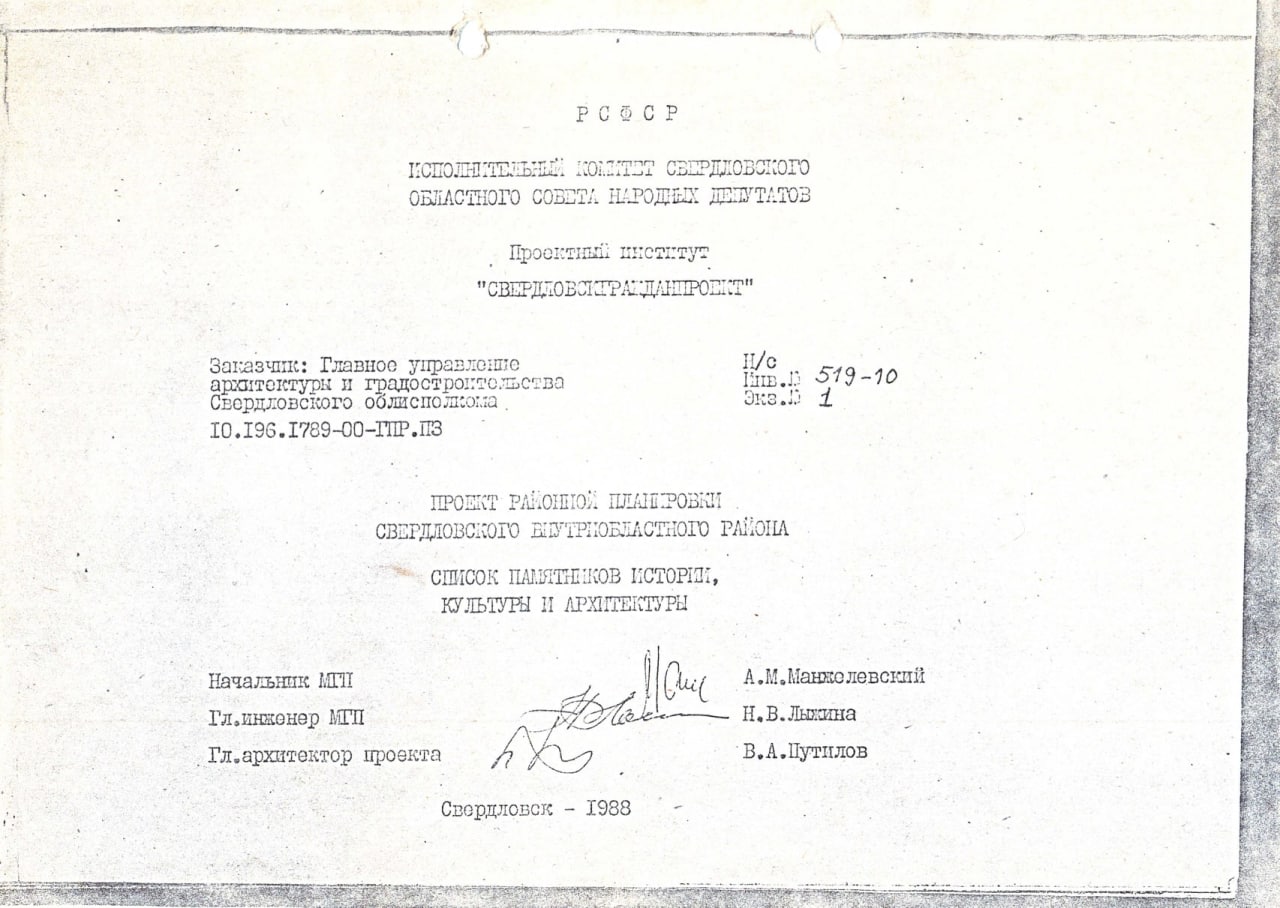 Р С Ф С Р
ИСПОЛНИТЕЛЬНЫЙ КОМИТЕТ СВЕРДЛОВСКОГО
ОБЛАСТНОГО СОВЕТА НАРОДНЫХ ДЕПУТАТОВ
Проектный институт
"СВЕРДЛОВСКГРАЖДАНПРОЕКТ"
Заказчик: Главное управление
архитектуры и градостроительства
Свердловского облисполкома
10.196.1789-00-ГПР.ПЗ
Н/с
Инв.№ 519-10
Экз.№ 1
ПРОЕКТ РАЙОННОЙ ПЛАНИРОВКИ
СВЕРДЛОВСКОГО ВНУТРИОБЛАСТНОГО РАЙОНА
СПИСОК ПАМЯТНИКОВ ИСТОРИИ,
КУЛЬТУРЫ И АРХИТЕКТУРЫ
Начальник МГП А.М.Манжелевский
Гл.инженер МГП Н.В.Лыжина
Гл.архитектор проекта В.А.Путилов
Свердловск - 1988